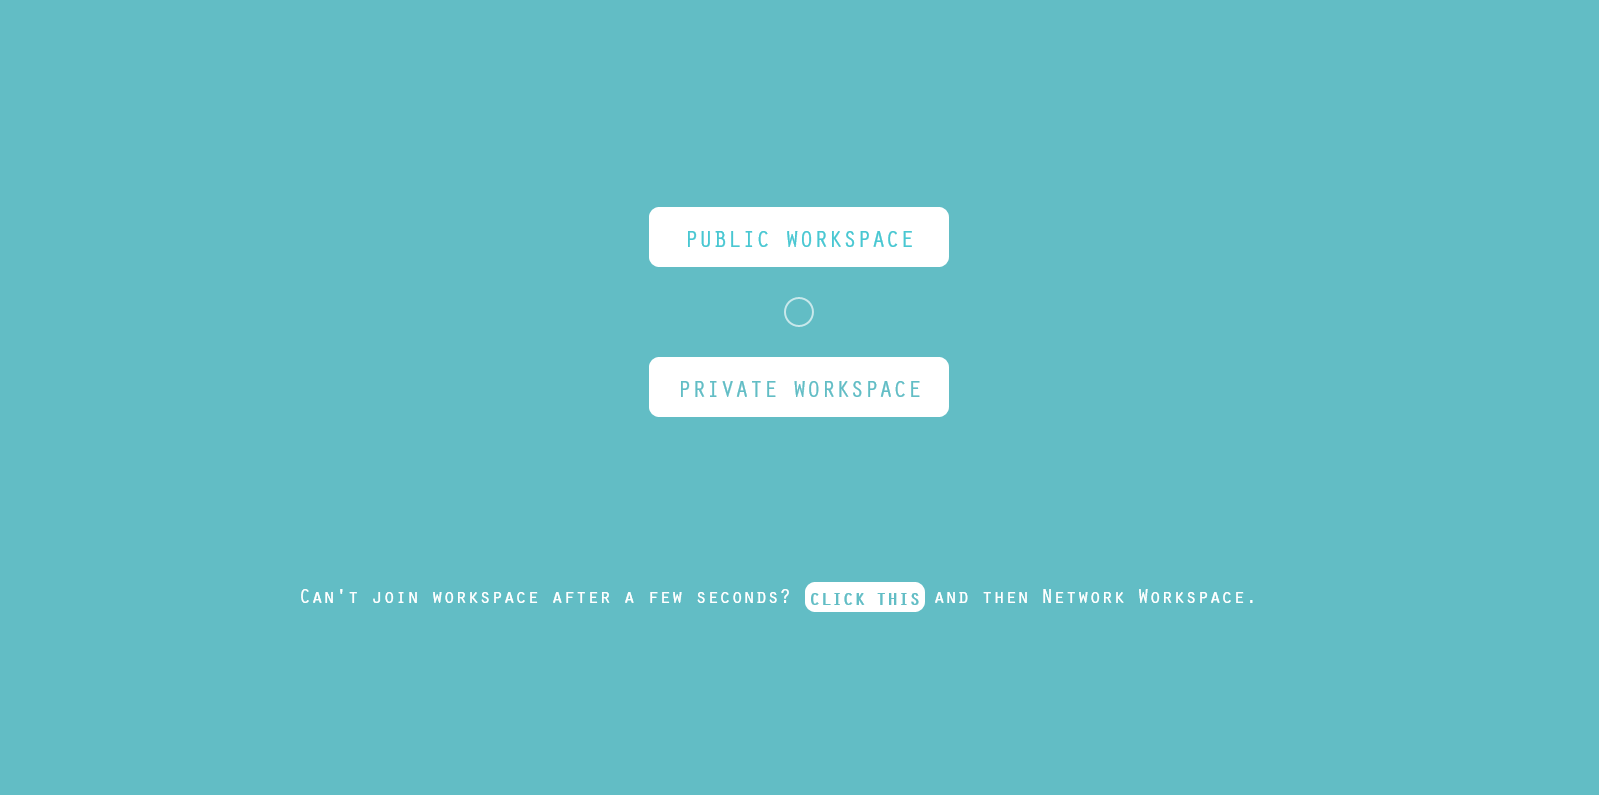 PUBLIC WORKSPACE
PRIVATE WORKSPACE
Can't join workspace after a few seconds? CLICK THIS and then Network Workspace.